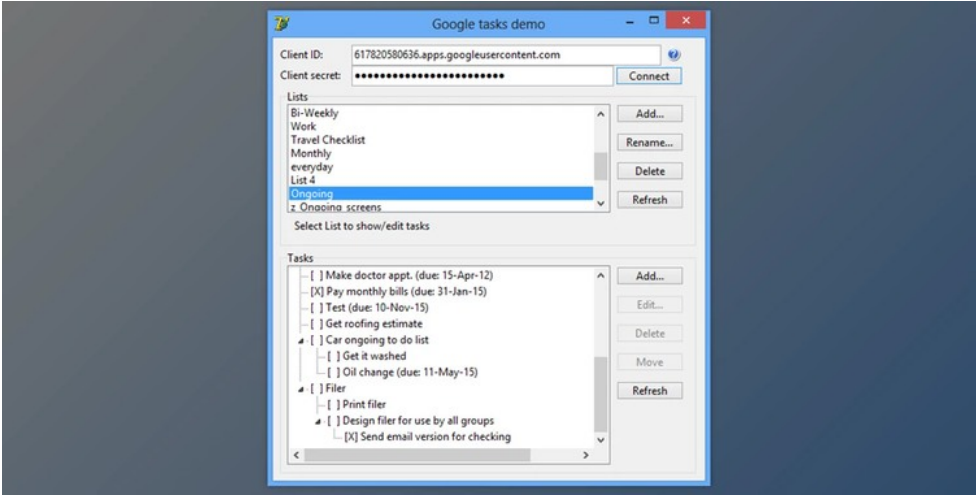 Google tasks demo
Client ID: 617820580636.apps.googleusercontent.com
Client secret: ●●●●●●●●●●●●●●●●●●●●●●●● Connect
Lists
Bi-Weekly
Work
Travel Checklist
Monthly
everyday
List 4
Ongoing
z Ongoing screens
Add...
Rename...
Delete
Refresh
Select List to show/edit tasks
Tasks
[ ] Make doctor appt. (due: 15-Apr-12)
[X] Pay monthly bills (due: 31-Jan-15)
[ ] Test (due: 10-Nov-15)
[ ] Get roofing estimate
[ ] Car ongoing to do list
[ ] Get it washed
[ ] Oil change (due: 11-May-15)
[ ] Filer
[ ] Print filer
[ ] Design filer for use by all groups
[X] Send email version for checking
Add...
Edit...
Delete
Move
Refresh